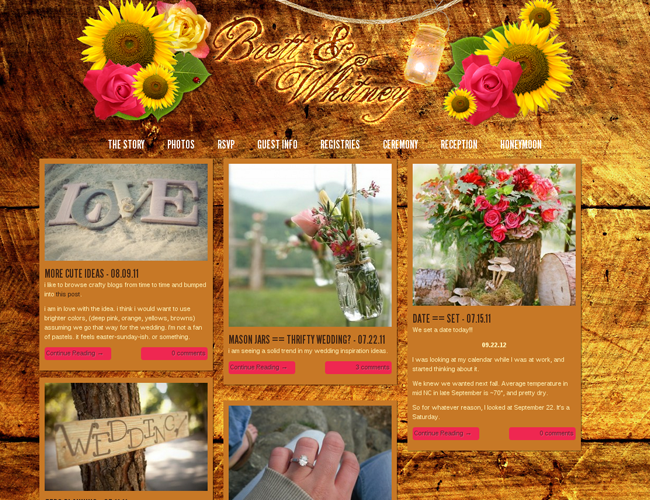 Brett &
Whitney
THE STORY PHOTOS RSVP GUEST INFO REGISTRIES CEREMONY RECEPTION HONEYMOON
LOVE
MORE CUTE IDEAS - 08.09.11
i like to browse crafty blogs from time to time and bumped
into this post
I am in love with the idea. i think i would want to use
brighter colors, (deep pink, orange, yellows, browns)
assuming we go that way for the wedding. i'm not a fan
of pastels. it feels easter-sunday-ish. or something.
Continue Reading → 0 comments
WEDDING
MASON JARS == THRIFTY WEDDING? - 07.22.11
i am seeing a solid trend in my wedding inspiration ideas.
Continue Reading → 3 comments
DATE == SET - 07.15.11
We set a date today!!
09.22.12
I was looking at my calendar while I was at work, and
started thinking about it.
We knew we wanted next fall. Average temperature in
mid NC in late September is ~70°, and pretty dry.
So for whatever reason, I looked at September 22. It's a
Saturday.
Continue Reading → 0 comments